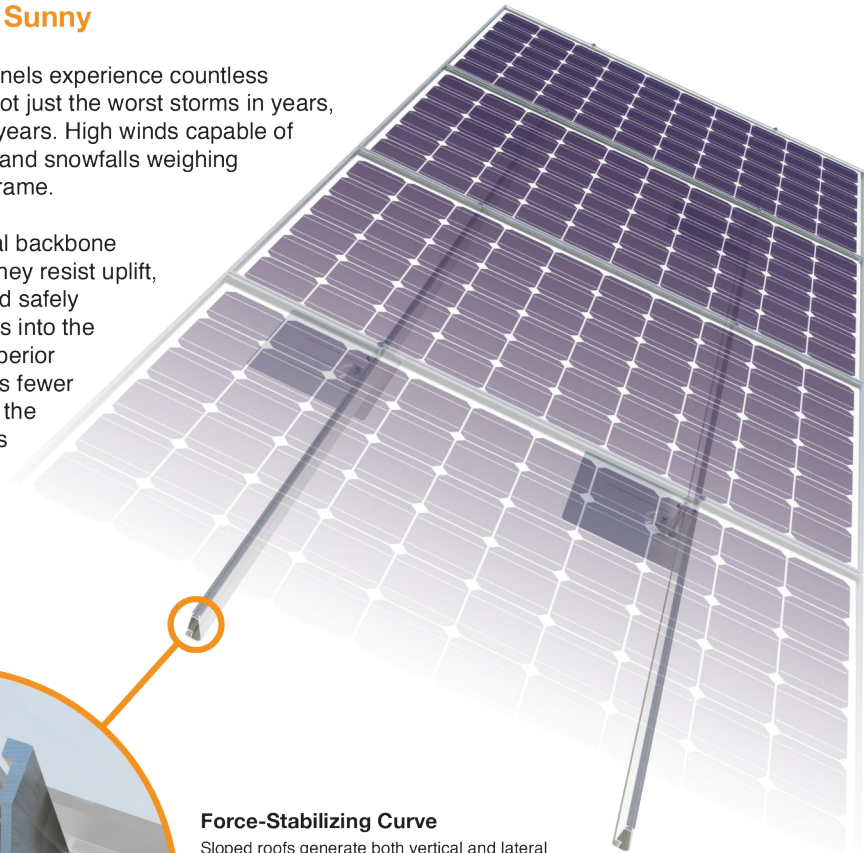 Sunny
nels experience countless
ot just the worst storms in years,
years. High winds capable of
and snowfalls weighing
rame.
al backbone
hey resist uplift,
d safely
s into the
perior
s fewer
the
s
Force-Stabilizing Curve
Sloped roofs generate both vertical and lateral